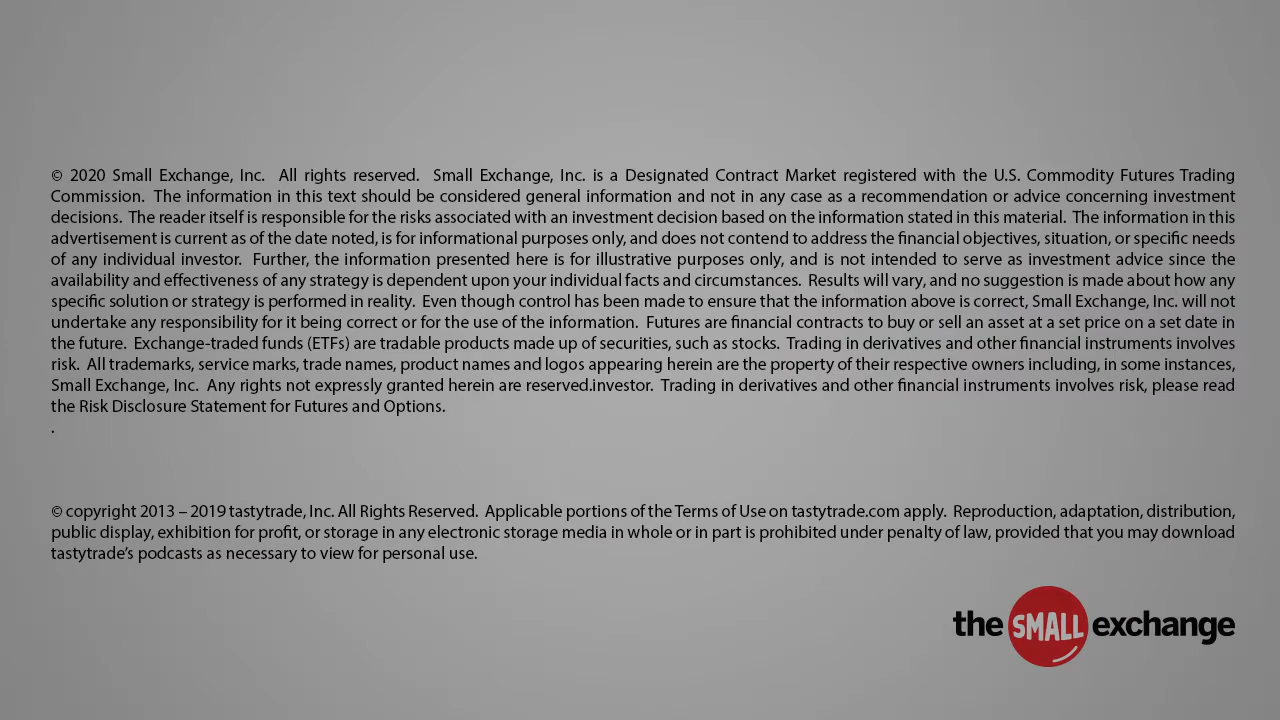 © 2020 Small Exchange, Inc. All rights reserved. Small Exchange, Inc. is a Designated Contract Market registered with the U.S. Commodity Futures Trading
Commission. The information in this text should be considered general information and not in any case as a recommendation or advice concerning investment
decisions. The reader itself is responsible for the risks associated with an investment decision based on the information stated in this material. The information in this
advertisement is current as of the date noted, is for informational purposes only, and does not contend to address the financial objectives, situation, or specific needs
of any individual investor. Further, the information presented here is for illustrative purposes only, and is not intended to serve as investment advice since the
availability and effectiveness of any strategy is dependent upon your individual facts and circumstances. Results will vary, and no suggestion is made about how any
specific solution or strategy is performed in reality. Even though control has been made to ensure that the information above is correct, Small Exchange, Inc. will not
undertake any responsibility for it being correct or for the use of the information. Futures are financial contracts to buy or sell an asset at a set price on a set date in
the future. Exchange-traded funds (ETFs) are tradable products made up of securities, such as stocks. Trading in derivatives and other financial instruments involves
risk. All trademarks, service marks, trade names, product names and logos appearing herein are the property of their respective owners including, in some instances,
Small Exchange, Inc. Any rights not expressly granted herein are reserved.investor. Trading in derivatives and other financial instruments involves risk, please read
the Risk Disclosure Statement for Futures and Options.
.
© copyright 2013 – 2019 tastytrade, Inc. All Rights Reserved. Applicable portions of the Terms of Use on tastytrade.com apply. Reproduction, adaptation, distribution,
public display, exhibition for profit, or storage in any electronic storage media in whole or in part is prohibited under penalty of law, provided that you may download
tastytrade’s podcasts as necessary to view for personal use.
the SMALL exchange